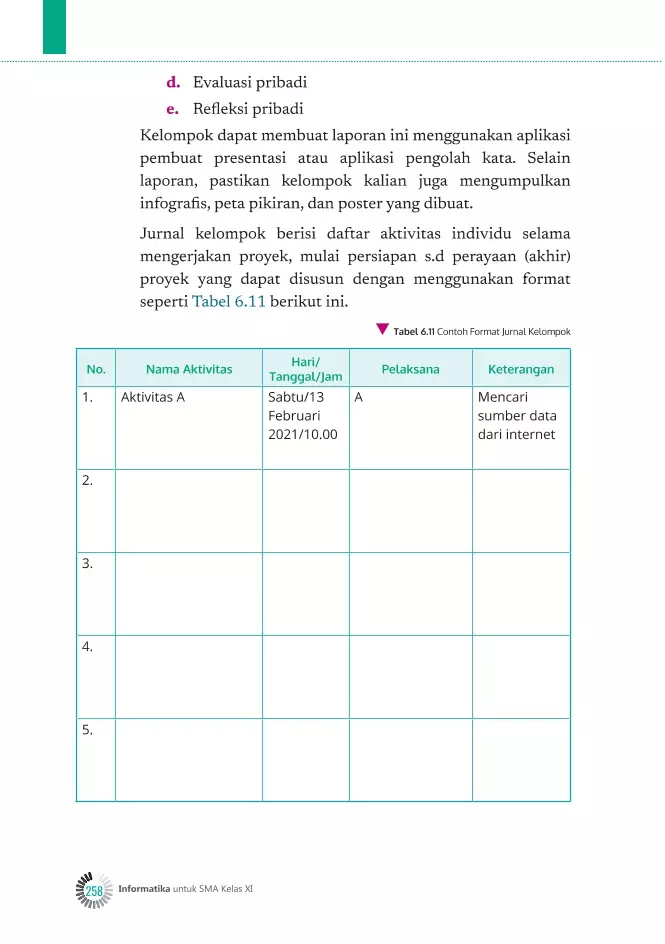 d. Evaluasi pribadi
e. Refleksi pribadi
Kelompok dapat membuat laporan ini menggunakan aplikasi
pembuat presentasi atau aplikasi pengolah kata. Selain
laporan, pastikan kelompok kalian juga mengumpulkan
infografis, peta pikiran, dan poster yang dibuat.
Jurnal kelompok berisi daftar aktivitas individu selama
mengerjakan proyek, mulai persiapan s.d perayaan (akhir)
proyek yang dapat disusun dengan menggunakan format
seperti Tabel 6.11 berikut ini.
Tabel 6.11 Contoh Format Jurnal Kelompok
No. Nama Aktivitas Hari/ Pelaksana Keterangan
Tanggal/Jam
1. Aktivitas A Sabtu/13 A Mencari
Februari sumber data
2021/10.00 dari internet
2.
3.
4.
5.
258 Informatika untuk SMA Kelas XI